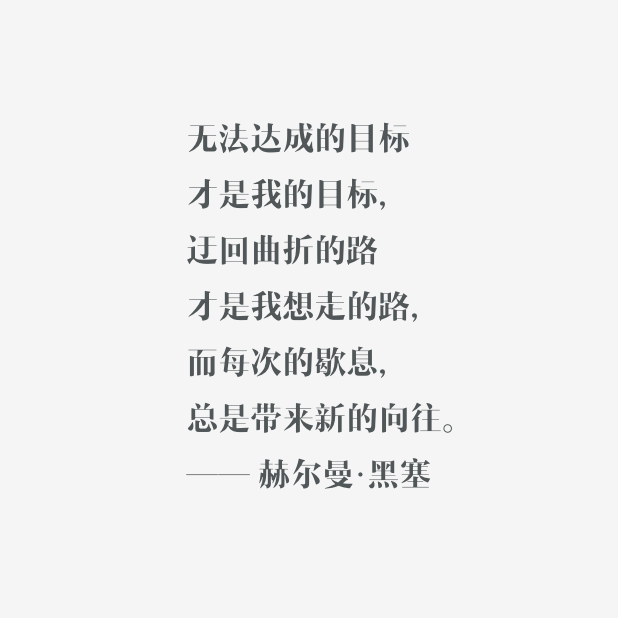 无法达成的目标
才是我的目标，
迂回曲折的路
才是我想走的路，
而每次的歇息，
总是带来新的向往。
—— 赫尔曼·黑塞